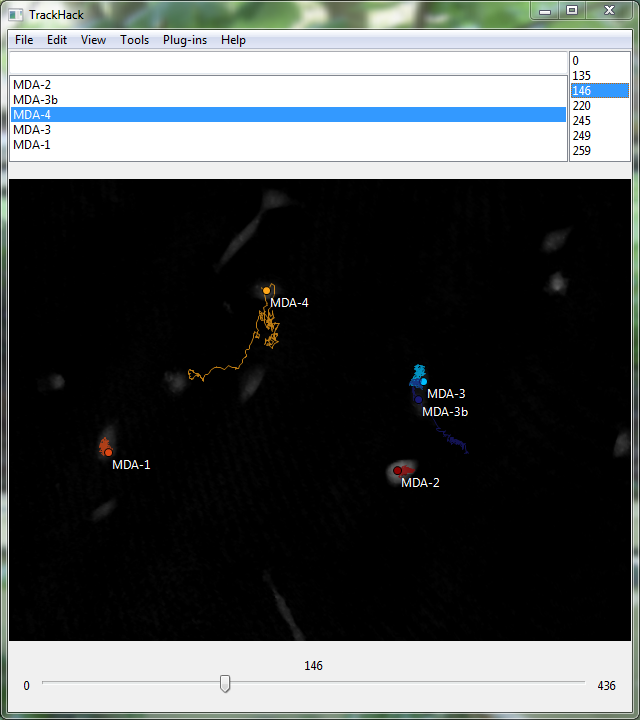 TrackHack
File Edit View Tools Plug-ins Help
MDA-2
MDA-3b
MDA-4
MDA-3
MDA-1
0
135
146
220
245
249
259
MDA-4
MDA-3
MDA-3b
MDA-1
MDA-2
146
0
436